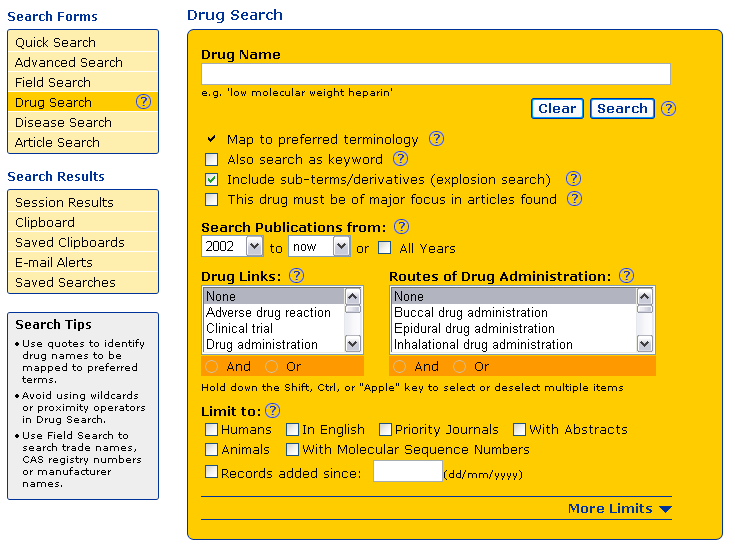 Search Forms
Quick Search
Advanced Search
Field Search
Drug Search ?
Disease Search
Article Search
Search Results
Session Results
Clipboard
Saved Clipboards
E-mail Alerts
Saved Searches
Search Tips
• Use quotes to identify
drug names to be
mapped to preferred
terms.
• Avoid using wildcards
or proximity operators
in Drug Search.
• Use Field Search to
search trade names,
CAS registry numbers
or manufacturer
names.
Drug Search
Drug Name
e.g. 'low molecular weight heparin'
Clear Search ?
Map to preferred terminology ?
Also search as keyword ?
Include sub-terms/derivatives (explosion search) ?
This drug must be of major focus in articles found ?
Search Publications from: ?
2002 to now or All Years
Drug Links: ?
None
Adverse drug reaction
Clinical trial
Drug administration
And Or
Routes of Drug Administration: ?
None
Buccal drug administration
Epidural drug administration
Inhalational drug administration
And Or
Hold down the Shift, Ctrl, or "Apple" key to select or deselect multiple items
Limit to: ?
Humans In English Priority Journals With Abstracts
Animals With Molecular Sequence Numbers
Records added since: (dd/mm/yyyy)
More Limits